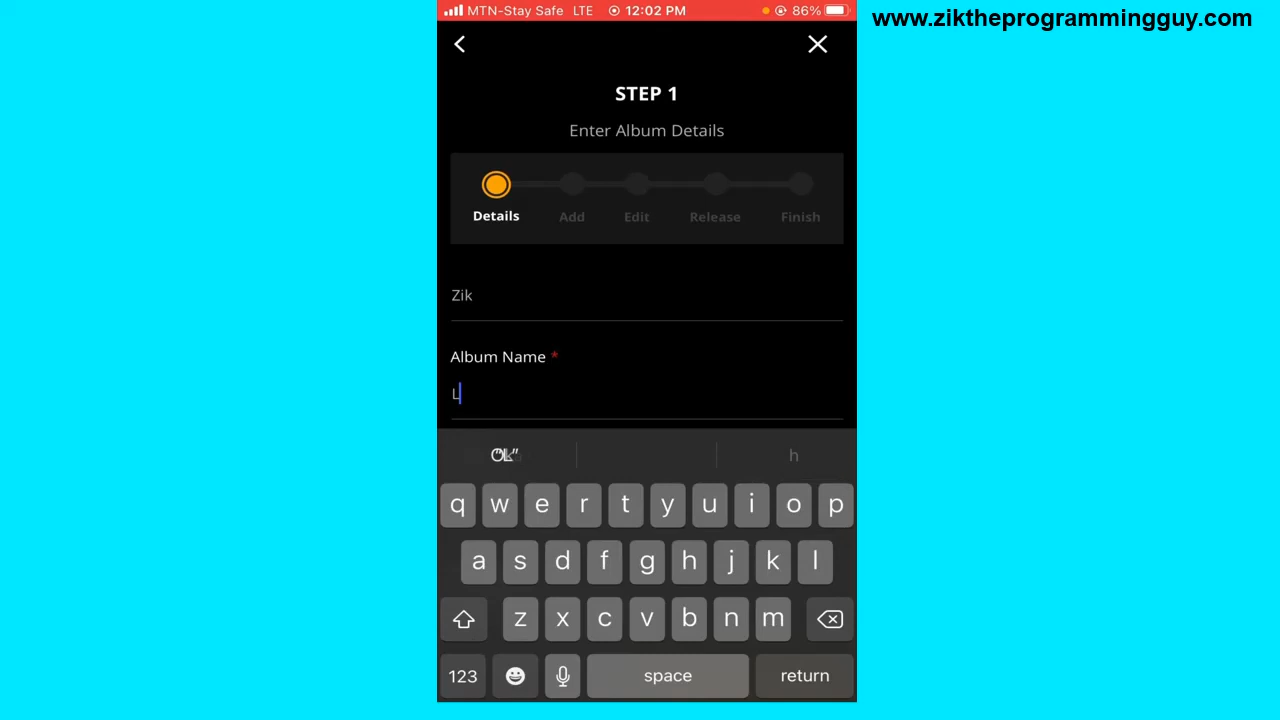 MTN-Stay Safe LTE 12:02 PM 86%
www.ziktheprogrammingguy.com
STEP 1
Enter Album Details
Details Add Edit Release Finish
Zik
Album Name *
L
h
q w e r t y u i o p
a s d f g h j k l
z x c v b n m
123 space return